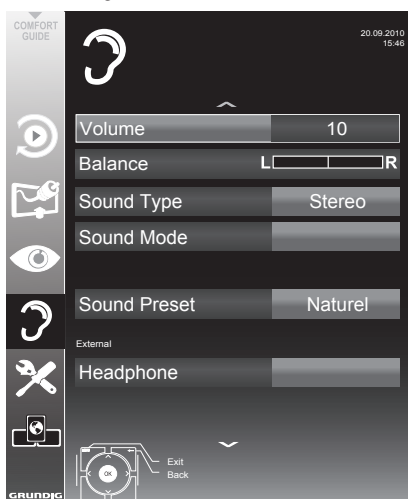 COMFORT
GUIDE
20.09.2010
15:46
Volume 10
Balance L R
Sound Type Stereo
Sound Mode
Sound Preset Naturel
External
Headphone
Exit
OK
Back
GRUNDIG